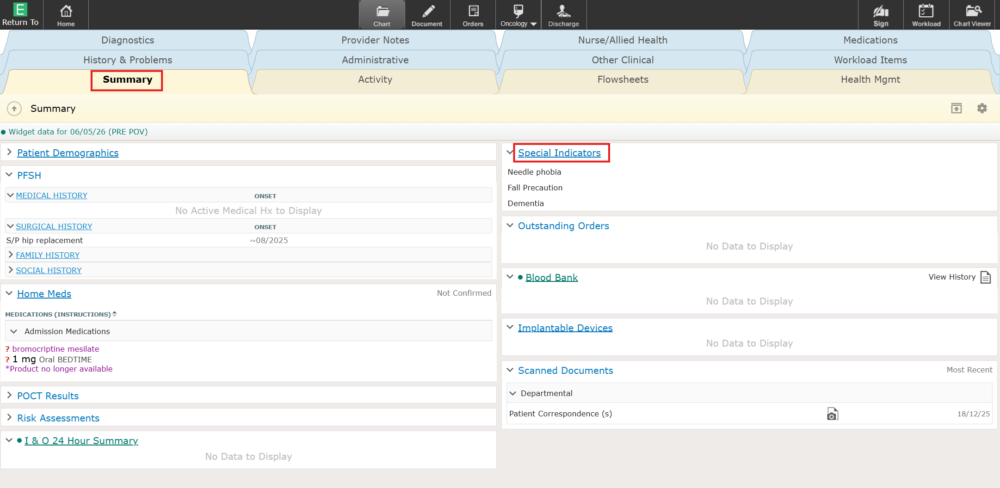 E
Return To
Home
Chart
Document
Orders
Oncology
Discharge
Sign
Workload
Chart Viewer
Diagnostics
Provider Notes
Nurse/Allied Health
Medications
History & Problems
Administrative
Other Clinical
Workload Items
Summary
Activity
Flowsheets
Health Mgmt
Summary
Widget data for 06/05/26 (PRE POV)
Patient Demographics
PFSH
MEDICAL HISTORY ONSET
No Active Medical Hx to Display
SURGICAL HISTORY ONSET
S/P hip replacement ~08/2025
FAMILY HISTORY
SOCIAL HISTORY
Home Meds Not Confirmed
MEDICATIONS (INSTRUCTIONS)
Admission Medications
? bromocriptine mesilate
? 1 mg Oral BEDTIME
*Product no longer available
POCT Results
Risk Assessments
I & O 24 Hour Summary
No Data to Display
Special Indicators
Needle phobia
Fall Precaution
Dementia
Outstanding Orders
No Data to Display
Blood Bank View History
No Data to Display
Implantable Devices
No Data to Display
Scanned Documents Most Recent
Departmental
Patient Correspondence (s) 18/12/25